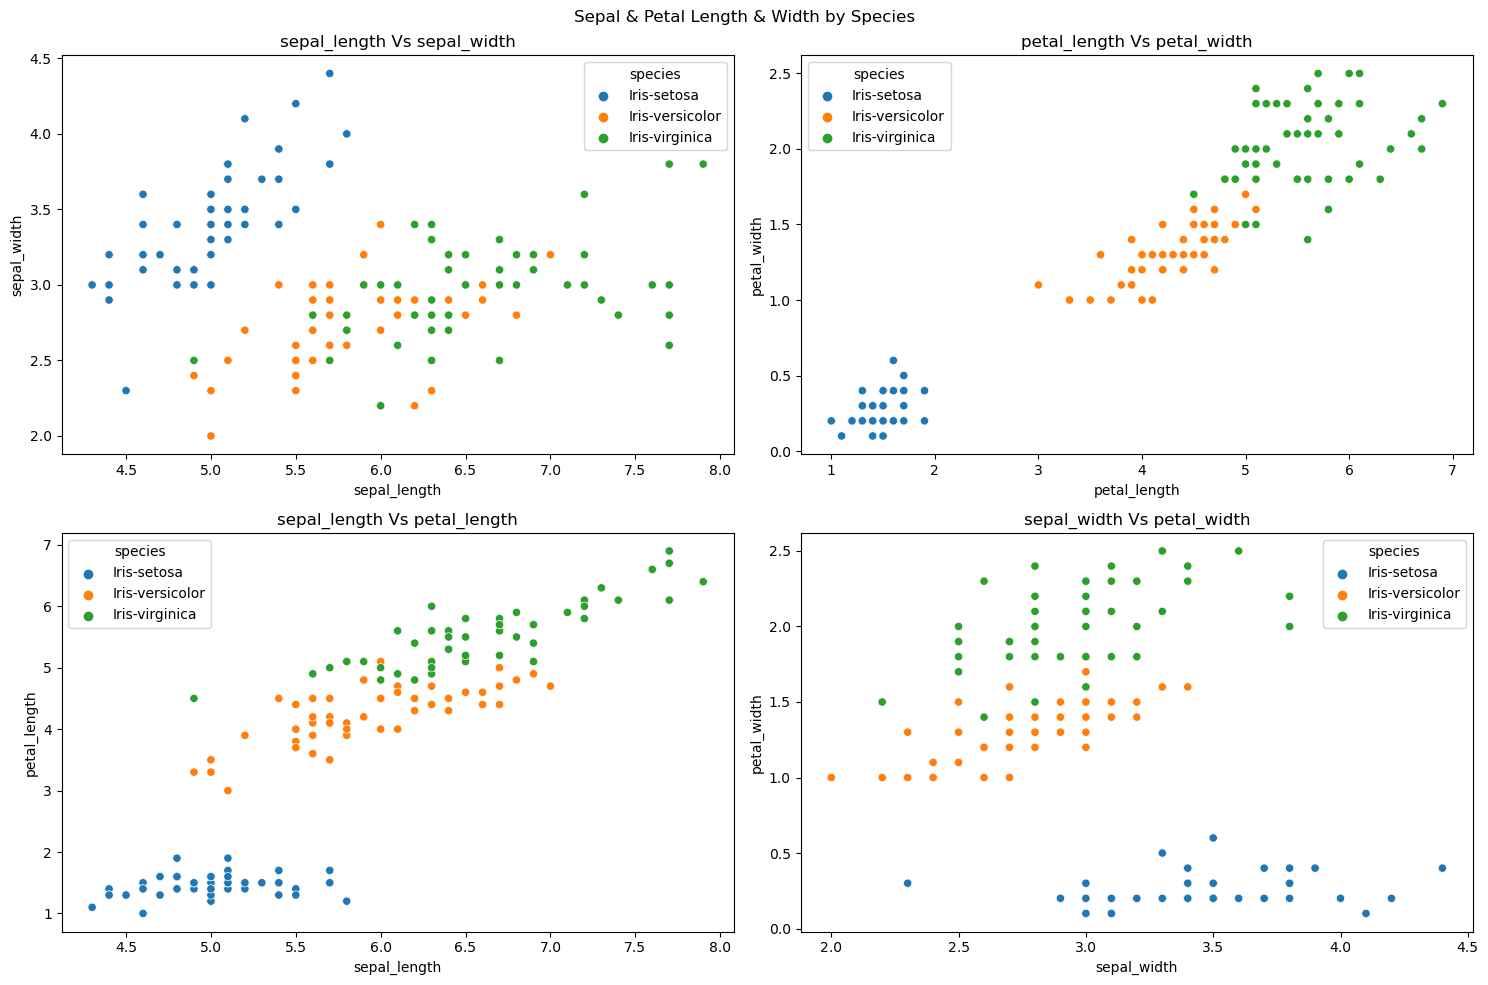 Sepal & Petal Length & Width by Species
sepal_length Vs sepal_width
4.5
4.0
3.5
3.0
2.5
2.0
sepal_width
species
Iris-setosa
Iris-versicolor
Iris-virginica
4.5 5.0 5.5 6.0 6.5 7.0 7.5 8.0
sepal_length
petal_length Vs petal_width
2.5
2.0
1.5
1.0
0.5
0.0
petal_width
species
Iris-setosa
Iris-versicolor
Iris-virginica
1 2 3 4 5 6 7
petal_length
sepal_length Vs petal_length
7
6
5
4
3
2
1
petal_length
species
Iris-setosa
Iris-versicolor
Iris-virginica
4.5 5.0 5.5 6.0 6.5 7.0 7.5 8.0
sepal_length
sepal_width Vs petal_width
2.5
2.0
1.5
1.0
0.5
0.0
petal_width
species
Iris-setosa
Iris-versicolor
Iris-virginica
2.0 2.5 3.0 3.5 4.0 4.5
sepal_width